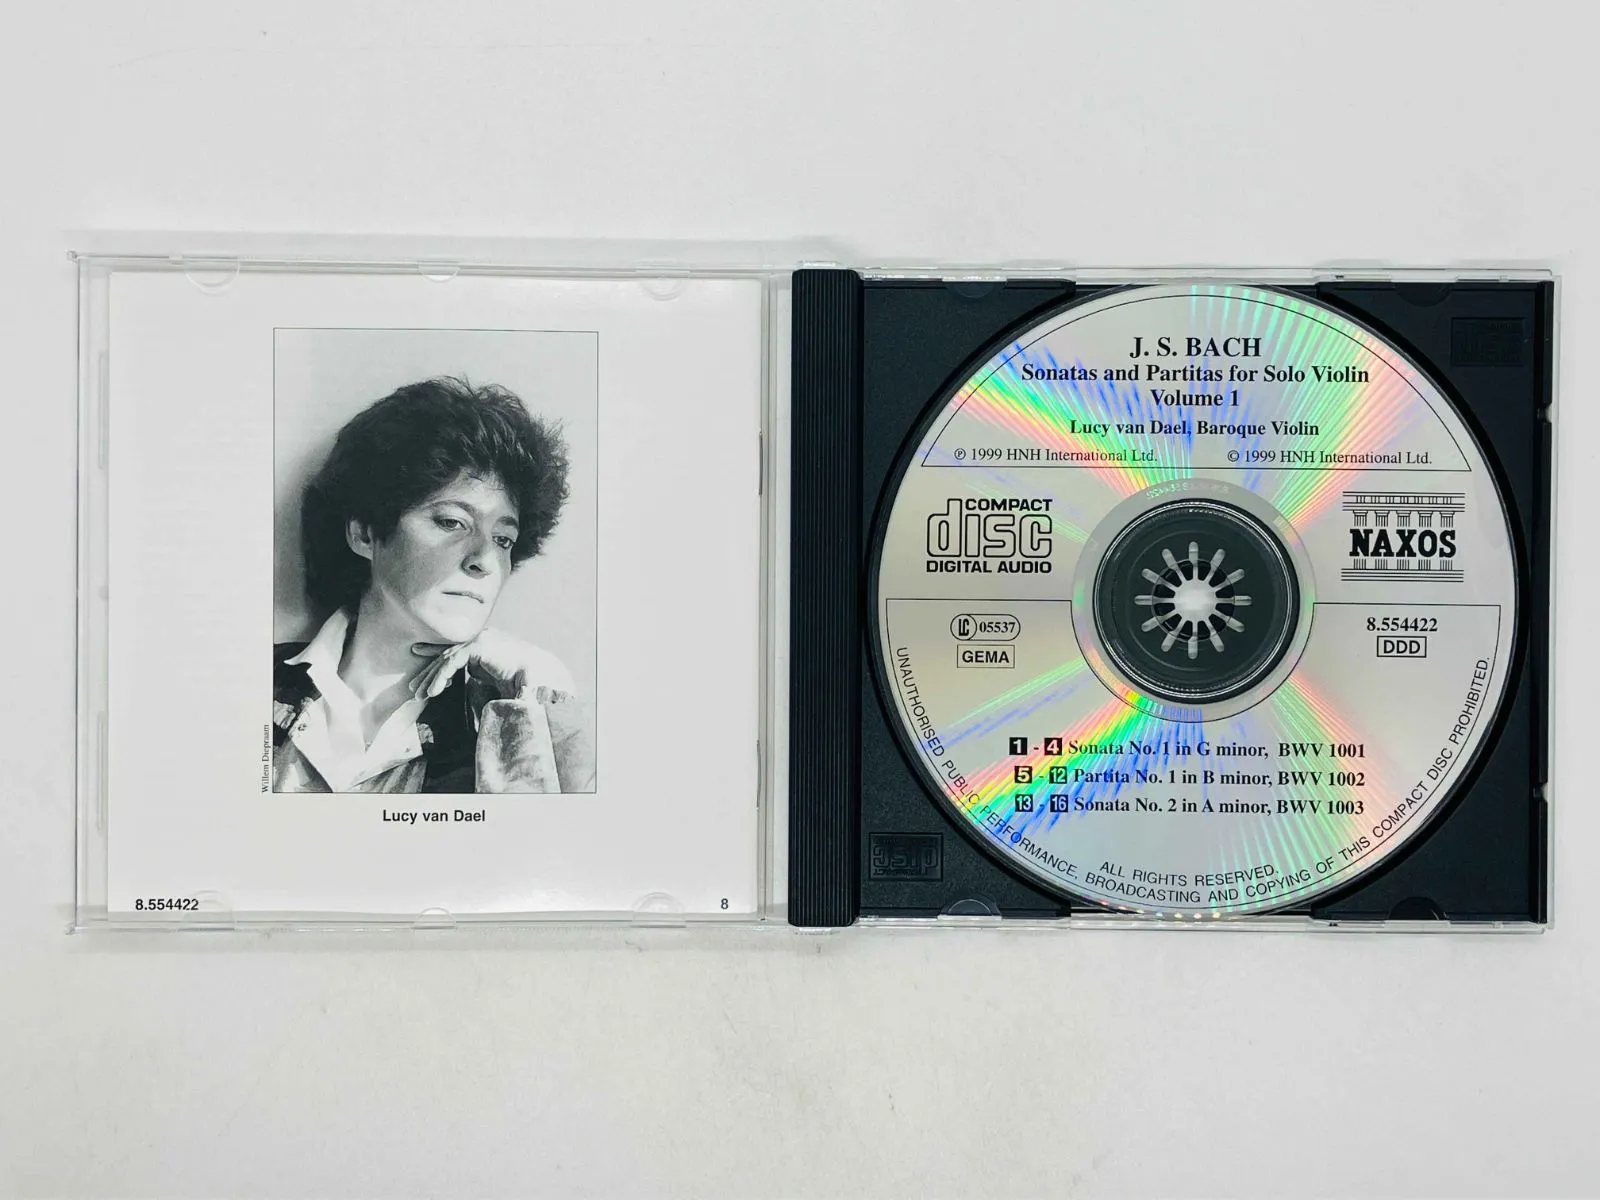 Willem Diepraam
Lucy van Dael
8.554422
8
J. S. BACH
Sonatas and Partitas for Solo Violin
Volume 1
Lucy van Dael, Baroque Violin
℗ 1999 HNH International Ltd.
© 1999 HNH International Ltd.
COMPACT
disc
DIGITAL AUDIO
NAXOS
LC 05537
GEMA
8.554422
DDD
1 - 4 Sonata No. 1 in G minor, BWV 1001
5 - 12 Partita No. 1 in B minor, BWV 1002
13 - 16 Sonata No. 2 in A minor, BWV 1003
ALL RIGHTS RESERVED.
UNAUTHORISED PUBLIC PERFORMANCE, BROADCASTING AND COPYING OF THIS COMPACT DISC PROHIBITED.